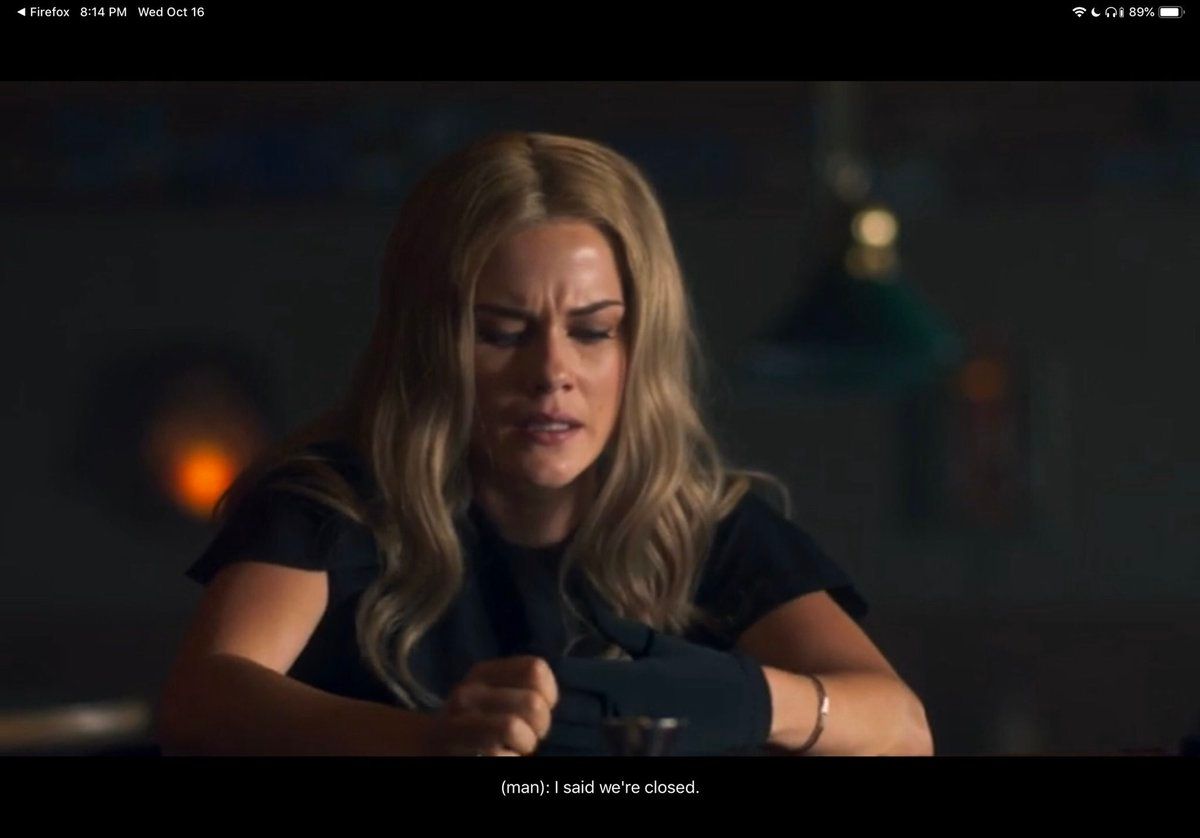 ◀ Firefox 8:14 PM Wed Oct 16 89%
(man): I said we're closed.